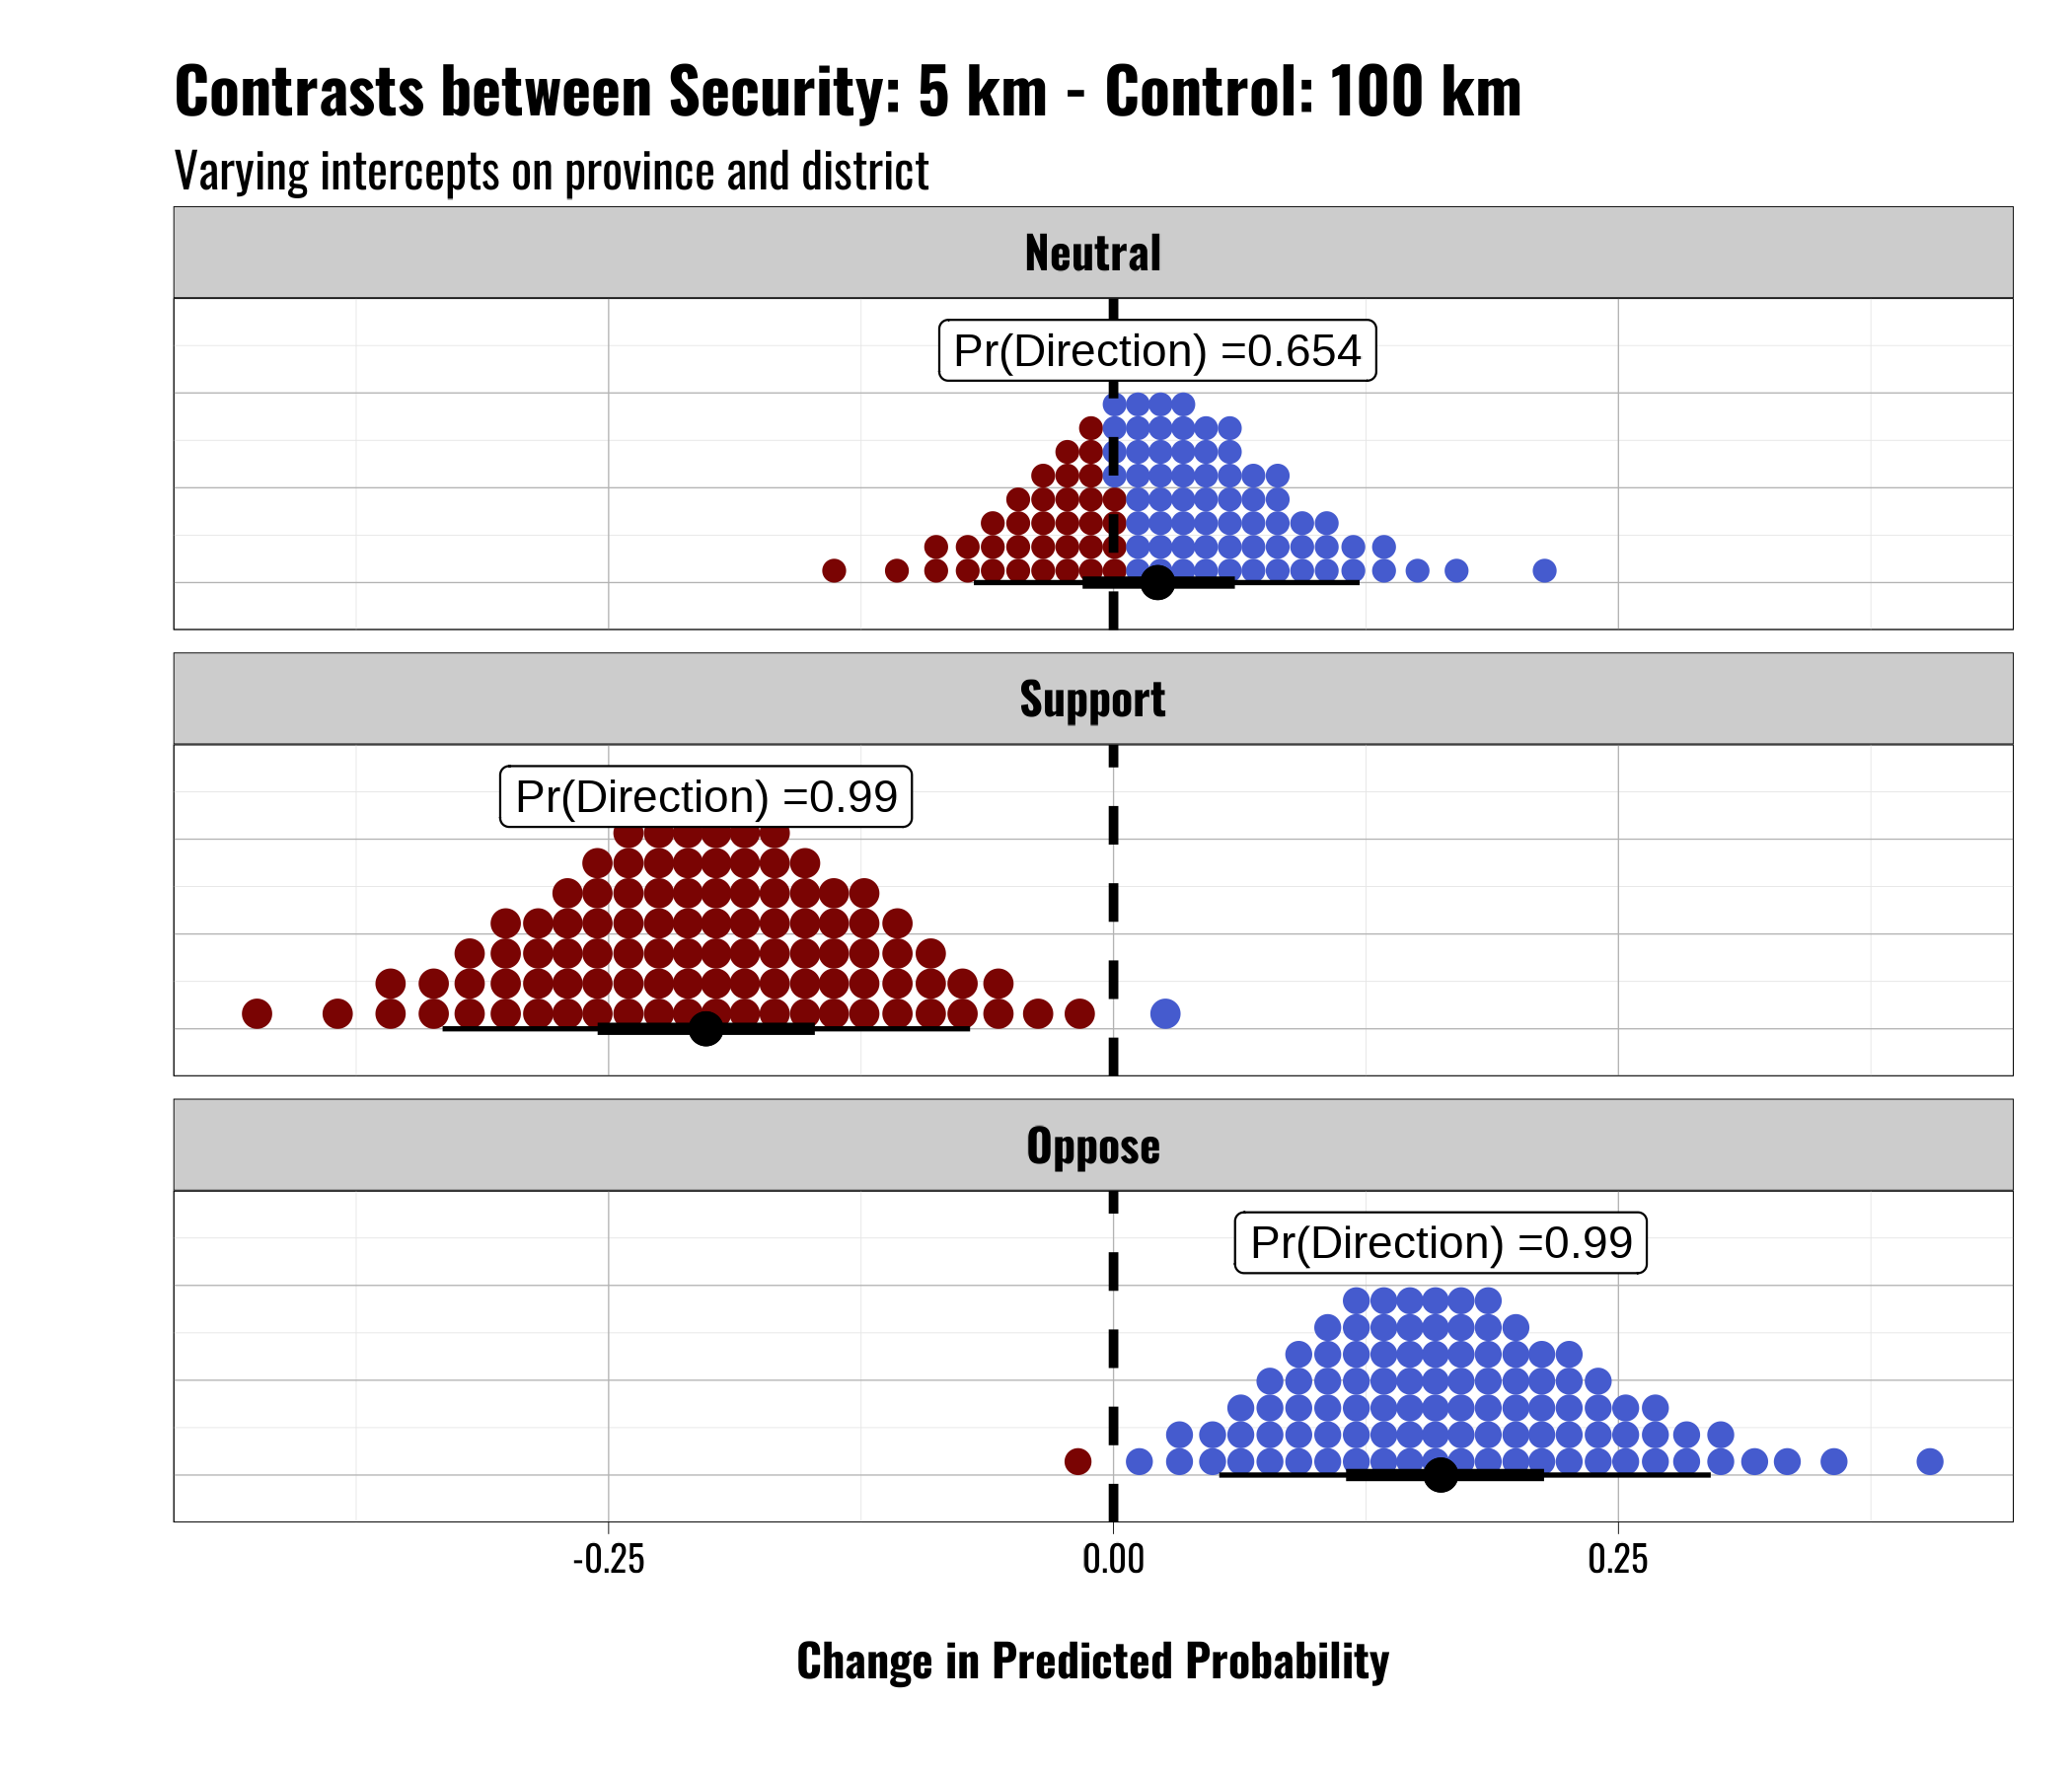 Contrasts between Security: 5 km - Control: 100 km
Varying intercepts on province and district
Neutral
Pr(Direction) =0.654
Support
Pr(Direction) =0.99
Oppose
Pr(Direction) =0.99
-0.25 0.00 0.25
Change in Predicted Probability